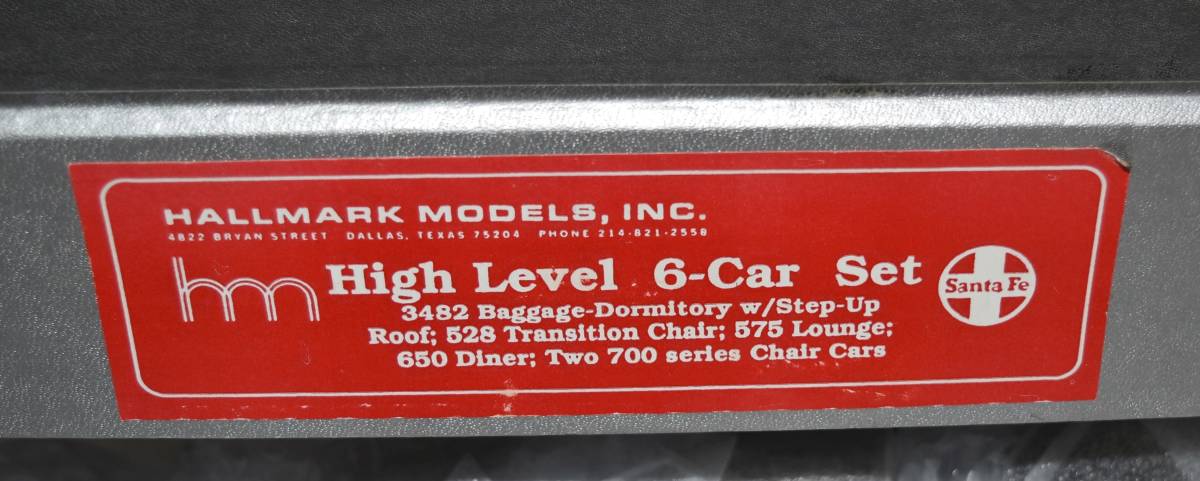 HALLMARK MODELS, INC.
4822 BRYAN STREET DALLAS, TEXAS 75204 PHONE 214-821-2558
hm
High Level 6-Car Set
Santa Fe
3482 Baggage-Dormitory w/Step-Up
Roof; 528 Transition Chair; 575 Lounge;
650 Diner; Two 700 series Chair Cars